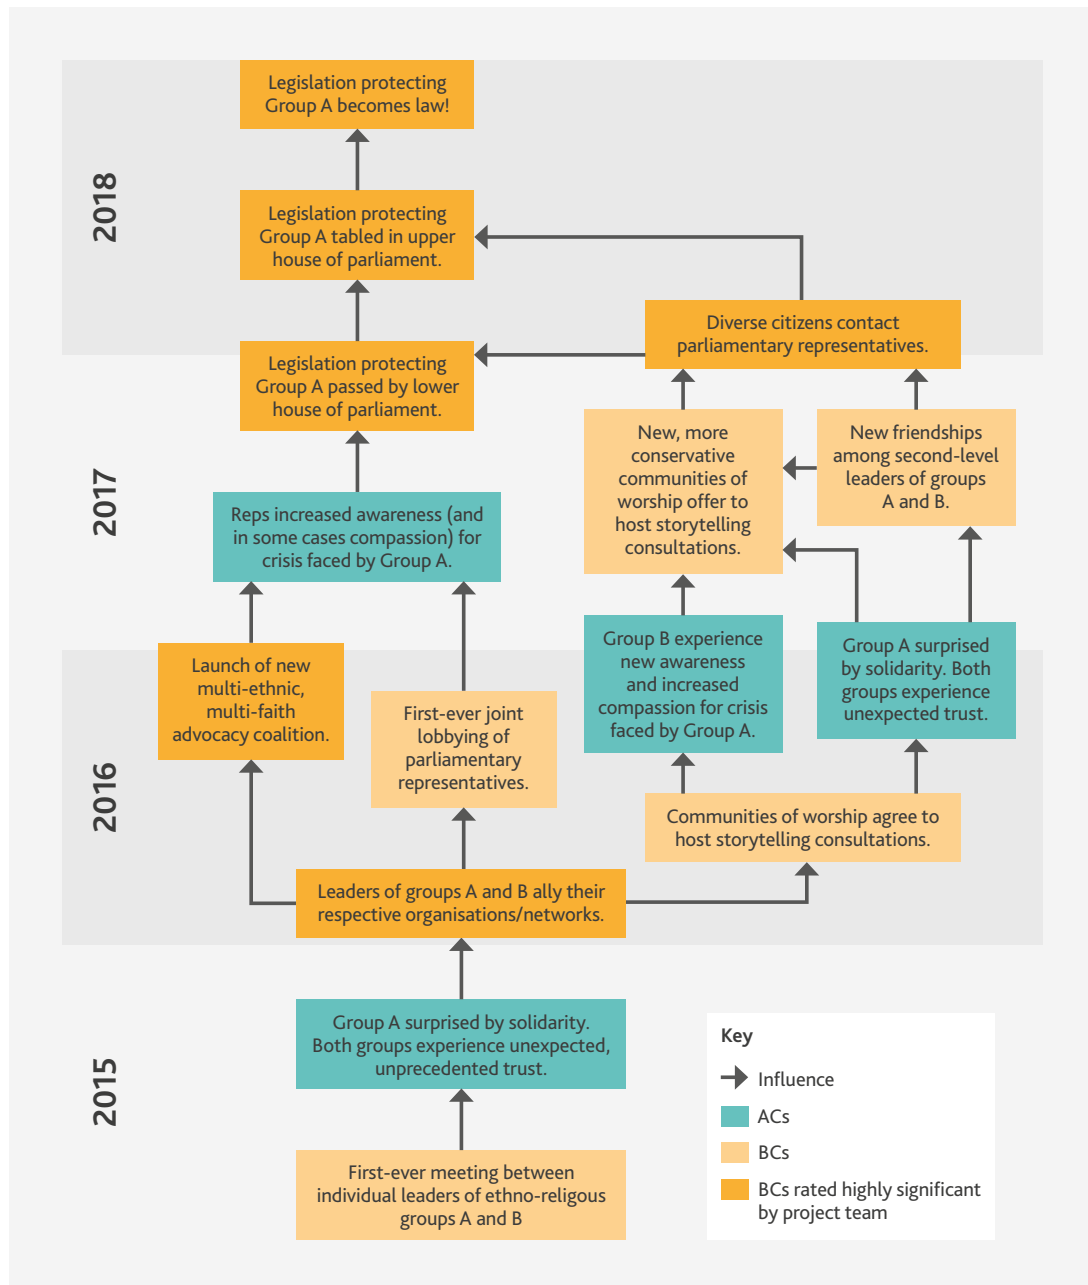 2018
Legislation protecting
Group A becomes law!
Legislation protecting
Group A tabled in upper
house of parliament.
Diverse citizens contact
parliamentary representatives.
Legislation protecting
Group A passed by lower
house of parliament.
2017
New, more
conservative
communities of
worship offer to
host storytelling
consultations.
New friendships
among second-level
leaders of groups
A and B.
Reps increased awareness (and
in some cases compassion) for
crisis faced by Group A.
Group B experience
new awareness
and increased
compassion for crisis
faced by Group A.
Group A surprised
by solidarity. Both
groups experience
unexpected trust.
2016
Launch of new
multi-ethnic,
multi-faith
advocacy coalition.
First-ever joint
lobbying of
parliamentary
representatives.
Communities of worship agree to
host storytelling consultations.
Leaders of groups A and B ally their
respective organisations/networks.
2015
Group A surprised by solidarity.
Both groups experience unexpected,
unprecedented trust.
First-ever meeting between
individual leaders of ethno-religous
groups A and B
Key
Influence
ACs
BCs
BCs rated highly significant
by project team